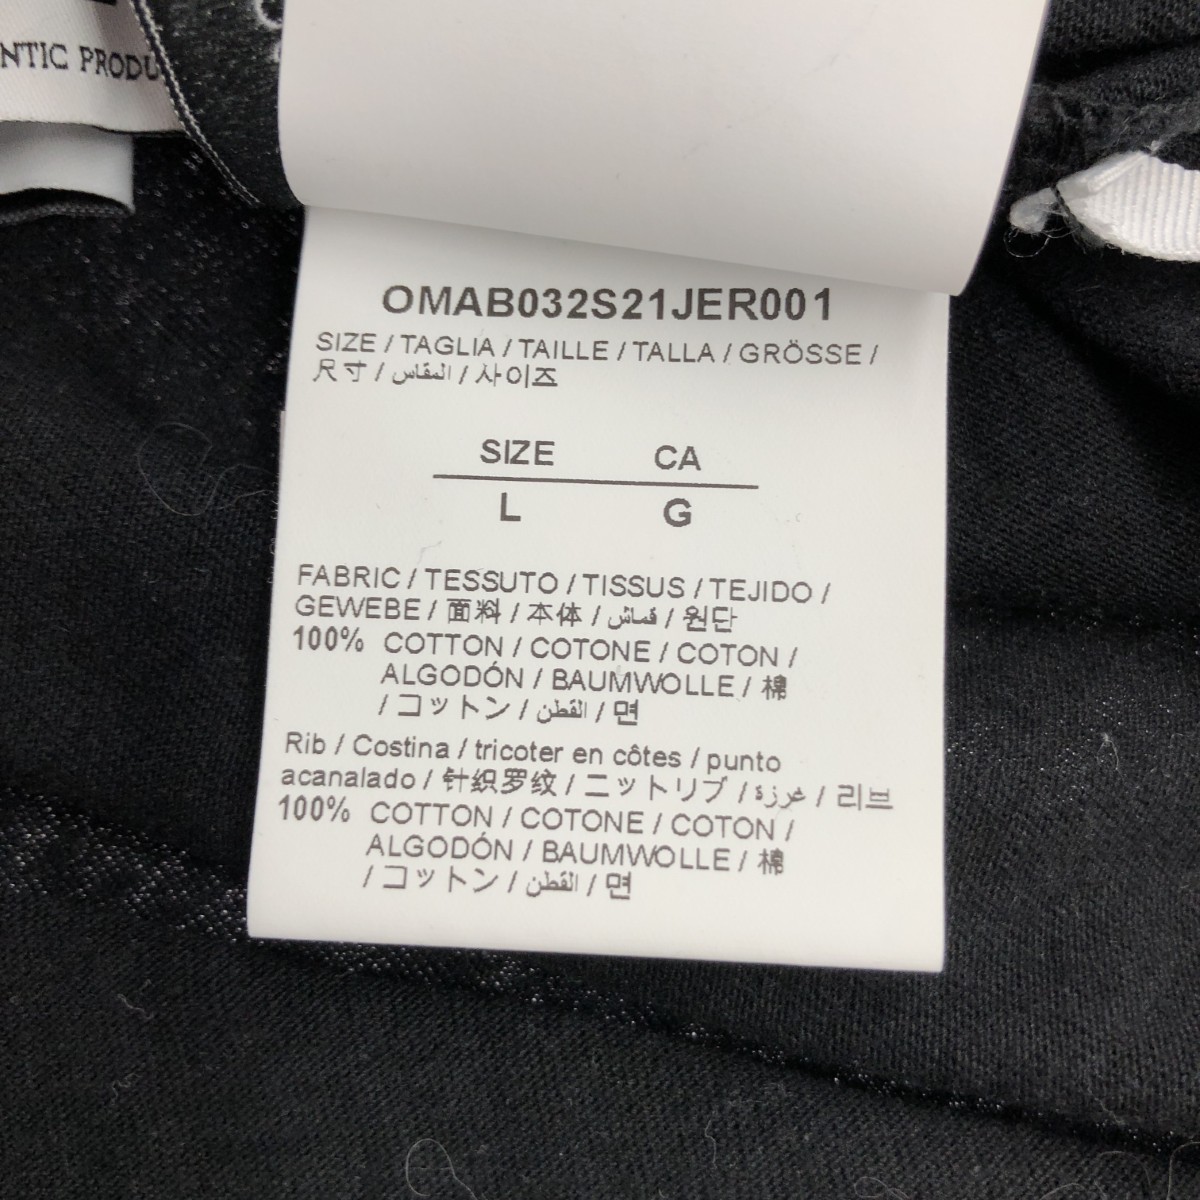 NTIC PRODU
OMAB032S21JER001
SIZE / TAGLIA / TAILLE / TALLA / GRÖSSE /
尺寸 / المقاس / 사이즈
SIZE CA
L G
FABRIC / TESSUTO / TISSUS / TEJIDO /
GEWEBE / 面料 / 本体 / قماش / 원단
100% COTTON / COTONE / COTON /
ALGODÓN / BAUMWOLLE / 棉
/ コットン / القطن / 면
Rib / Costina / tricoter en côtes / punto
acanalado / 针织罗纹 / ニットリブ / غرزة / 리브
100% COTTON / COTONE / COTON /
ALGODÓN / BAUMWOLLE / 棉
/ コットン / القطن / 면